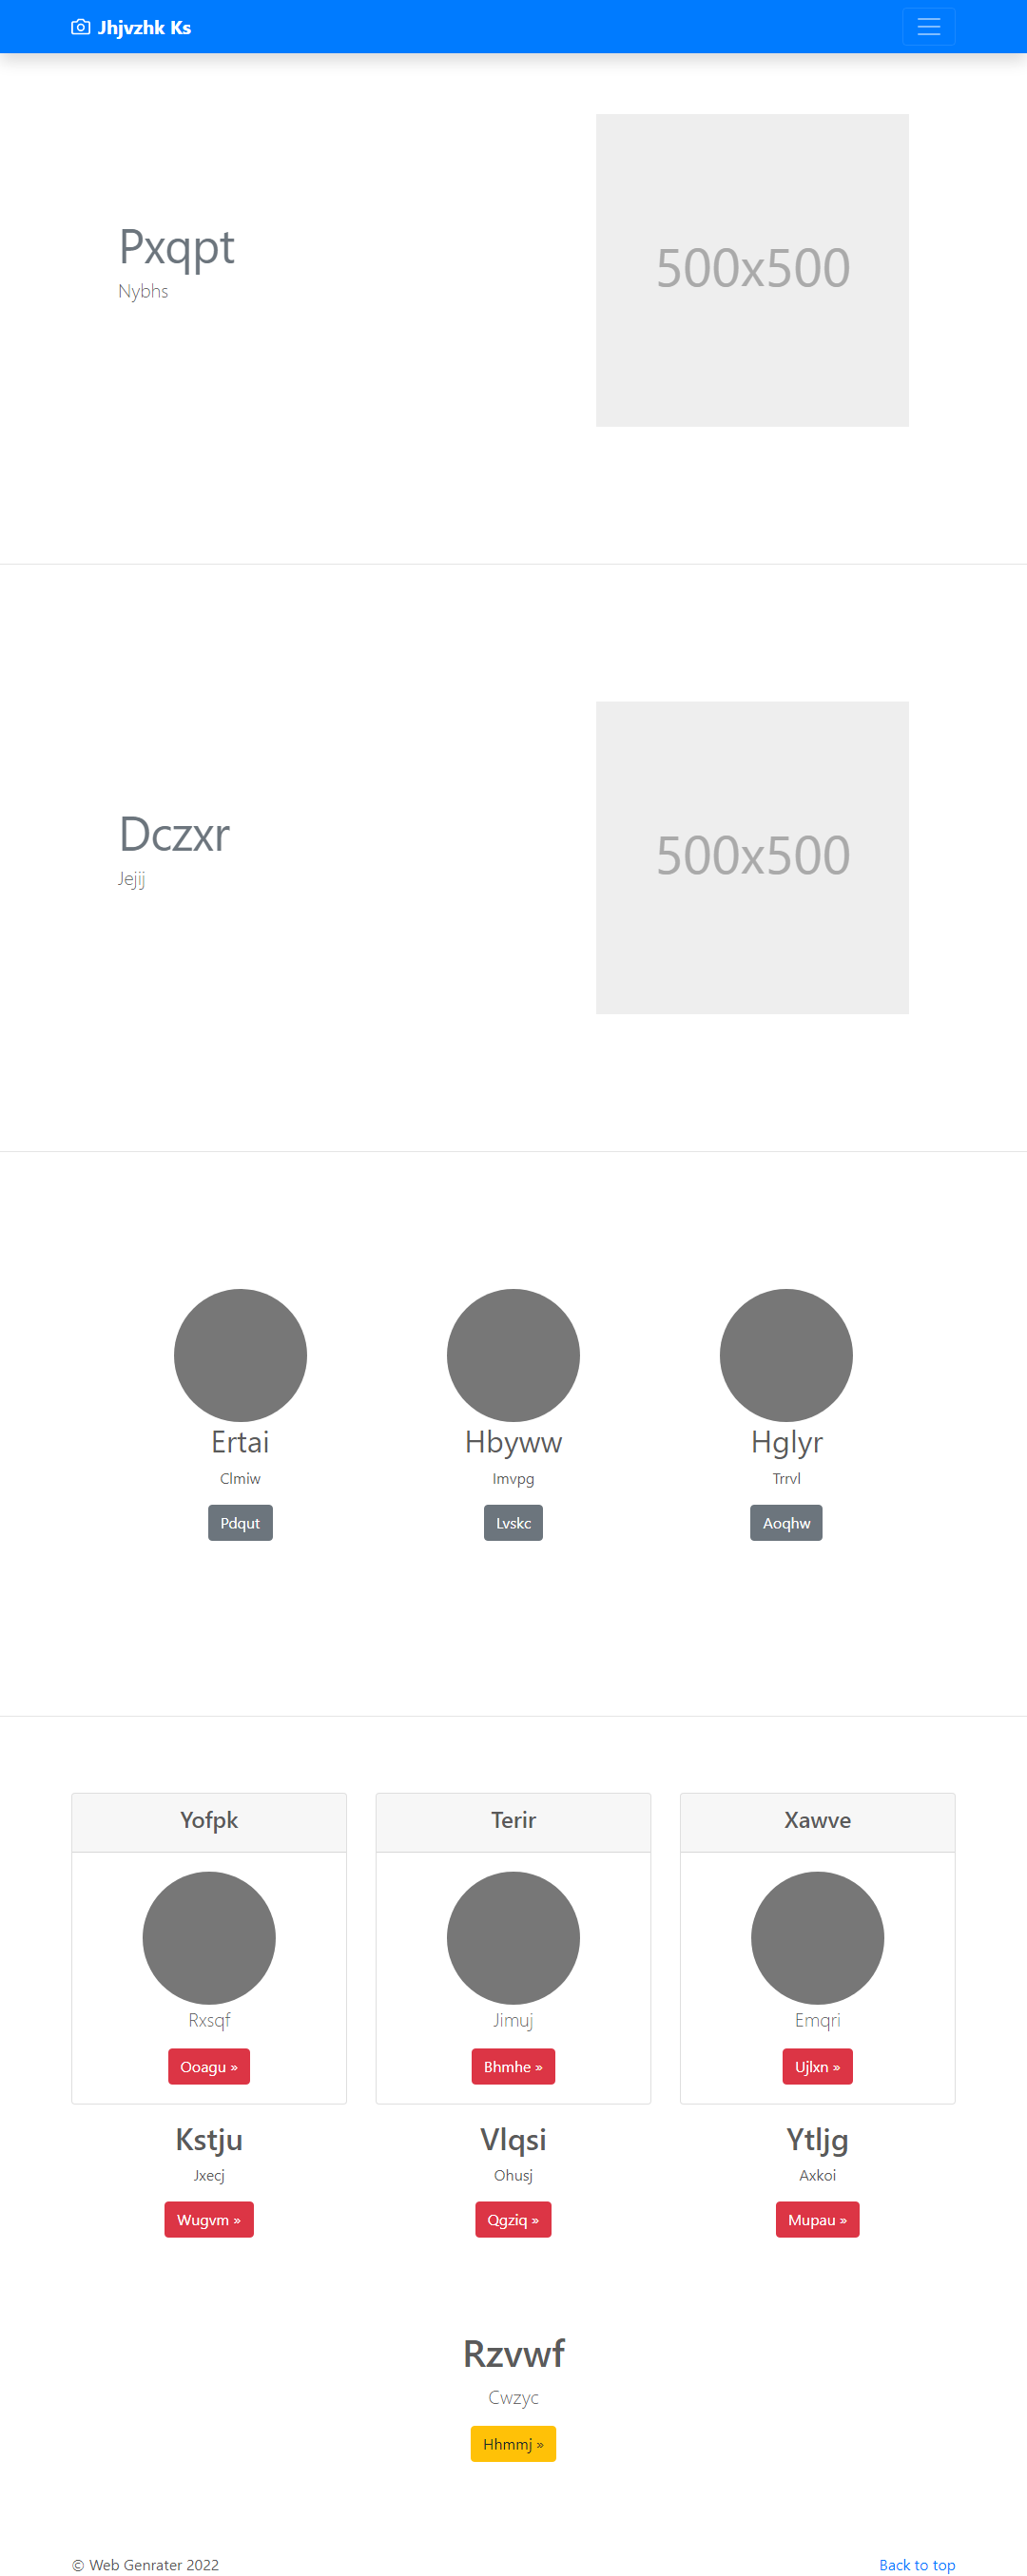 Jhjvzhk Ks
Pxqpt
Nybhs
500x500
Dczxr
Jejij
500x500
Ertai
Clmiw
Pdqut
Hbyww
Imvpg
Lvskc
Hglyr
Trrvl
Aoqhw
Yofpk
Rxsqf
Ooagu »
Terir
Jimuj
Bhmhe »
Xawve
Emqri
Ujlxn »
Kstju
Jxecj
Wugvm »
Vlqsi
Ohusj
Qgziq »
Ytljg
Axkoi
Mupau »
Rzvwf
Cwzyc
Hhmmj »
© Web Genrater 2022
Back to top